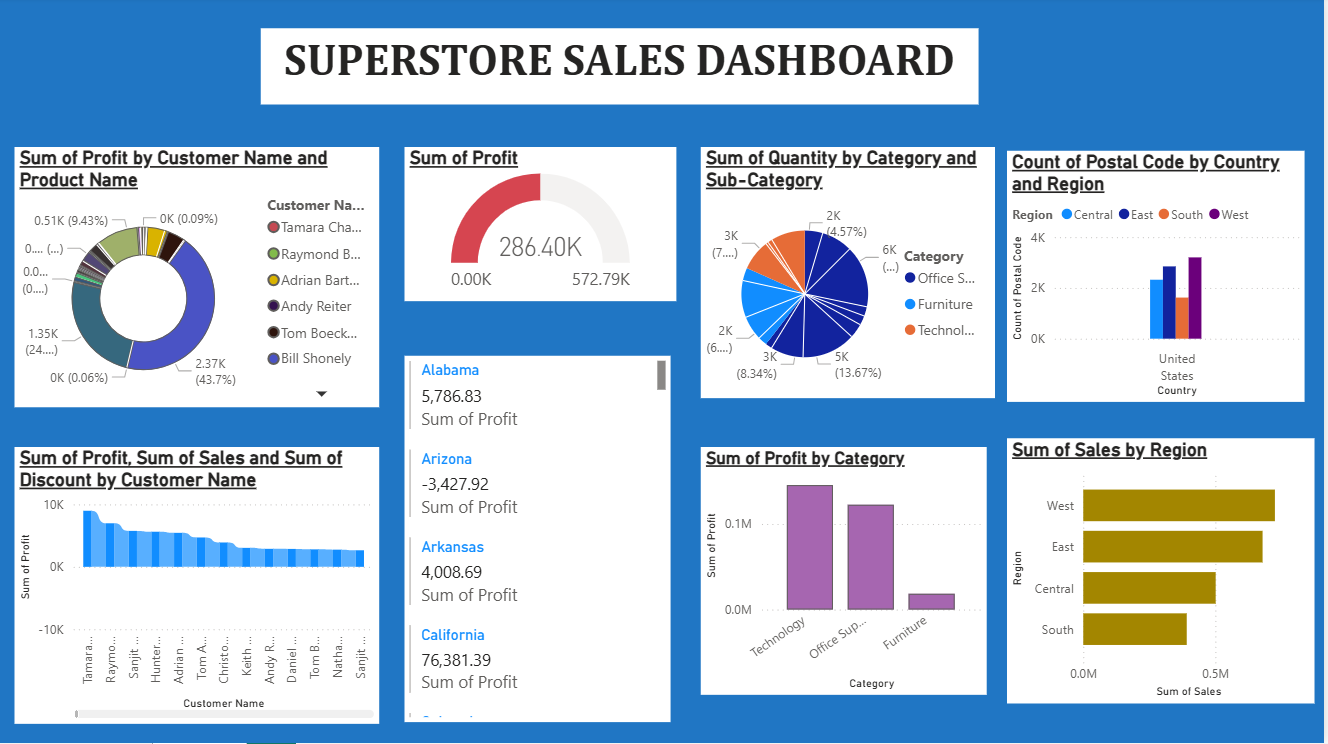 SUPERSTORE SALES DASHBOARD
Sum of Profit by Customer Name and
Product Name
0.51K (9.43%)
0K (0.09%)
0.... (...)
0.0...
(0....)
1.35K
(24....)
0K (0.06%)
2.37K
(43.7%)
Customer Na...
Tamara Cha...
Raymond B...
Adrian Bart...
Andy Reiter
Tom Boeck...
Bill Shonely
Sum of Profit
286.40K
0.00K
572.79K
Sum of Quantity by Category and
Sub-Category
2K
(4.57%)
3K
(7....)
6K
(...)
2K
(6....)
3K
(8.34%)
5K
(13.67%)
Category
Office S...
Furniture
Technol...
Count of Postal Code by Country
and Region
Region
Central
East
South
West
Count of Postal Code
4K
2K
0K
United
States
Country
Alabama
5,786.83
Sum of Profit
Arizona
-3,427.92
Sum of Profit
Arkansas
4,008.69
Sum of Profit
California
76,381.39
Sum of Profit
Sum of Profit, Sum of Sales and Sum of
Discount by Customer Name
Sum of Profit
10K
0K
-10K
Tamara...
Raymo...
Sanjit ...
Hunter...
Adrian...
Tom A...
Christo...
Keith ...
Andy R...
Daniel ...
Tom B...
Natha...
Sanjit ...
Customer Name
Sum of Profit by Category
Sum of Profit
0.1M
0.0M
Technology
Office Sup...
Furniture
Category
Sum of Sales by Region
Region
West
East
Central
South
0.0M
0.5M
Sum of Sales